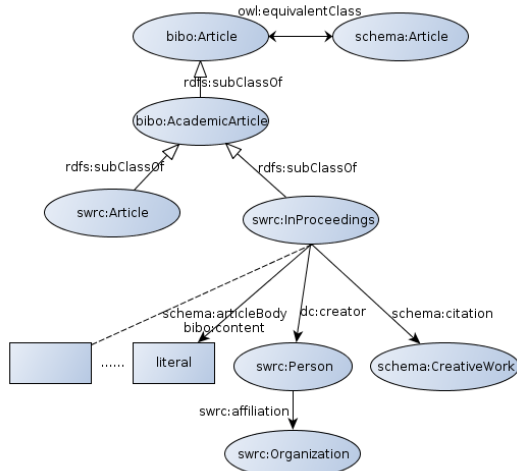 owl:equivalentClass
bibo:Article
schema:Article
rdfs:subClassOf
bibo:AcademicArticle
rdfs:subClassOf
rdfs:subClassOf
swrc:Article
swrc:InProceedings
schema:articleBody
bibo:content
dc:creator
schema:citation
......
literal
swrc:Person
schema:CreativeWork
swrc:affiliation
swrc:Organization